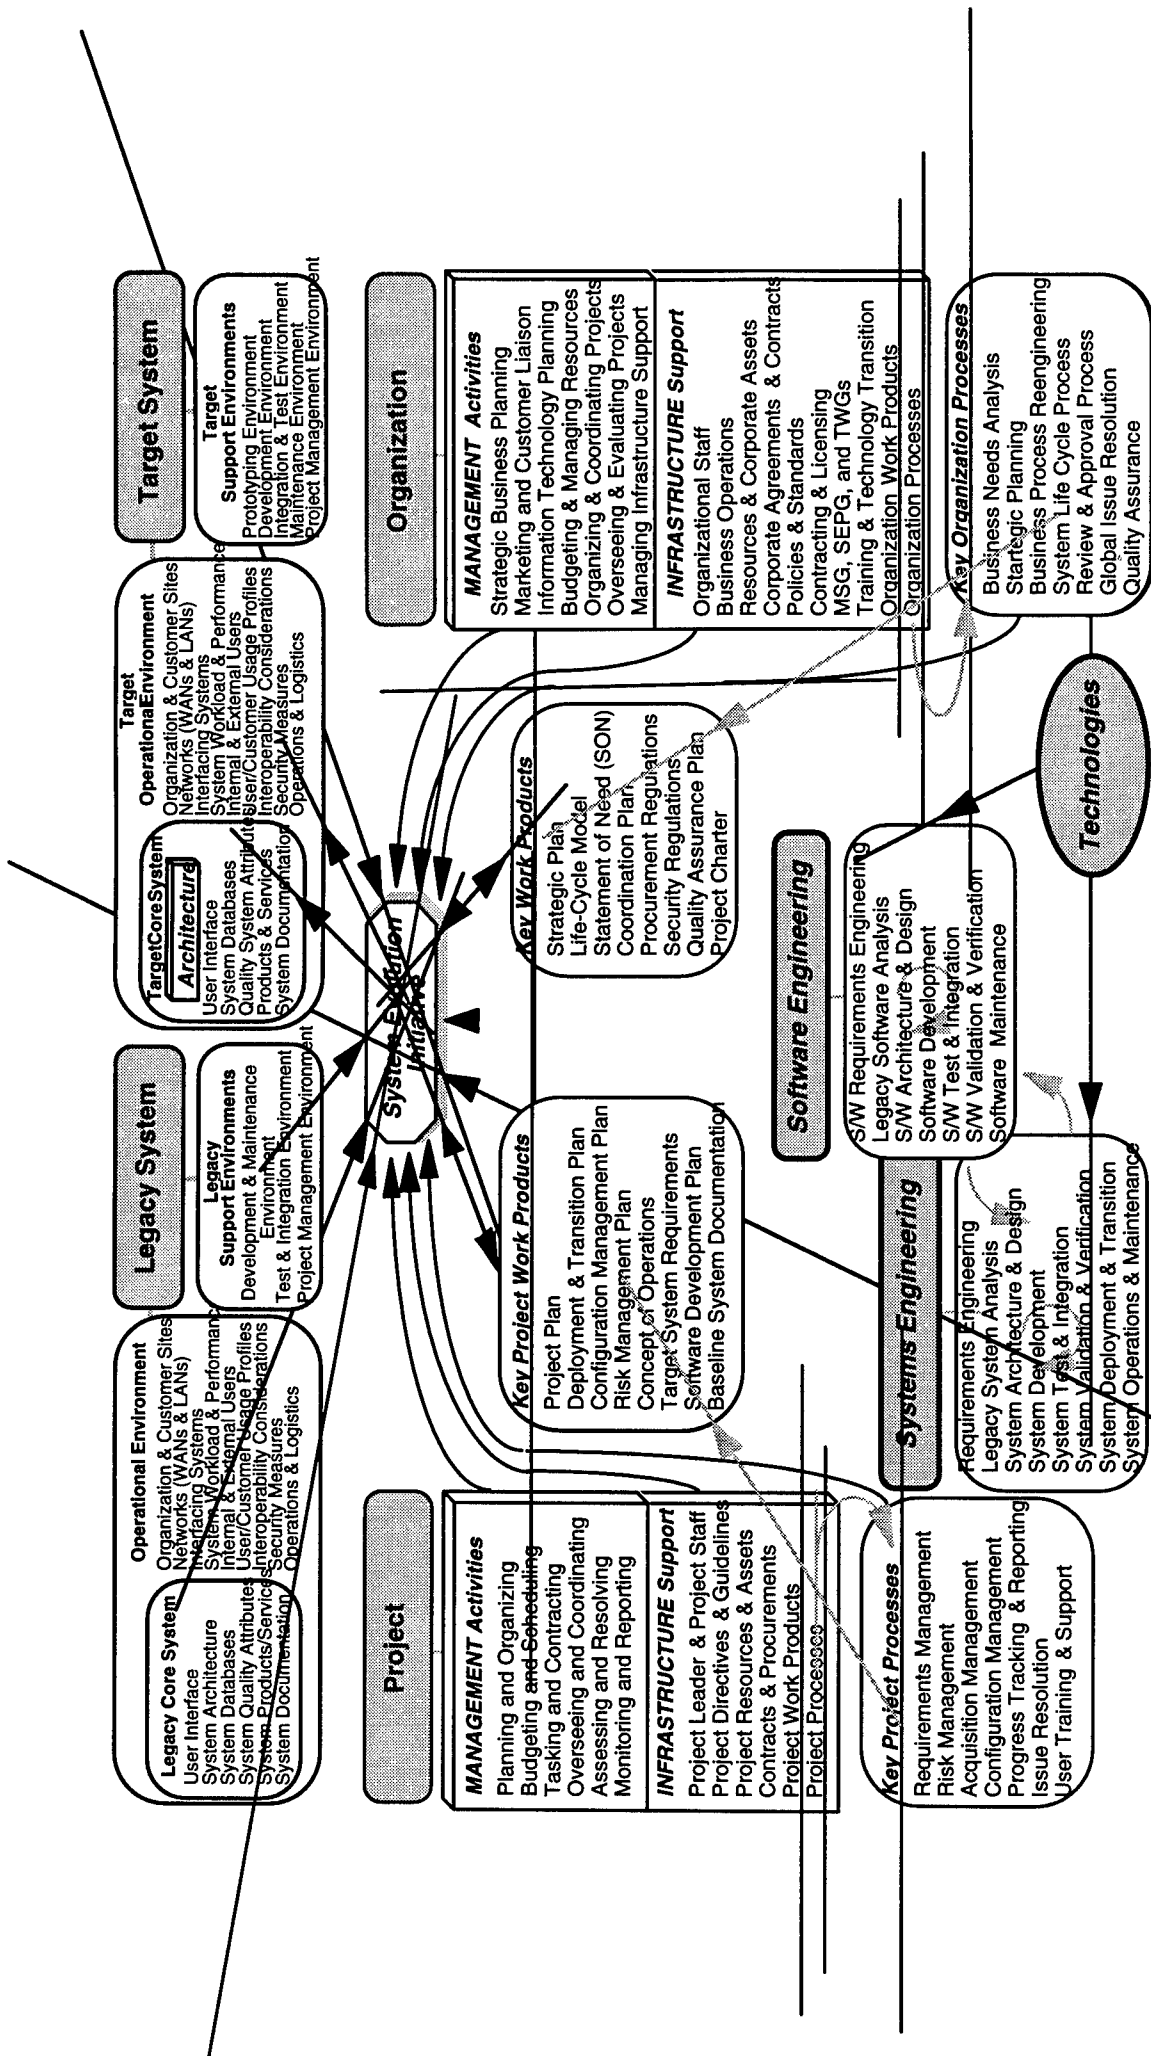 Legacy System
Target System
Operational Environment
Organization & Customer Sites
Networks (WANs & LANs)
Interfacing Systems
System Workload & Performance
Internal & External Users
User/Customer Usage Profiles
Interoperability Considerations
Security Measures
Operations & Logistics
Legacy Core System
User Interface
System Architecture
System Databases
System Quality Attributes
System Products/Services
System Documentation
Legacy
Support Environments
Development & Maintenance
Environment
Test & Integration Environment
Project Management Environment
Target
OperationalEnvironment
Organization & Customer Sites
Networks (WANs & LANs)
Interfacing Systems
System Workload & Performance
Internal & External Users
User/Customer Usage Profiles
Interoperability Considerations
Security Measures
Operations & Logistics
TargetCoreSystem
Architecture
User Interface
System Databases
Quality System Attributes
Products & Services
System Documentation
Target
Support Environments
Prototyping Environment
Development Environment
Integration & Test Environment
Maintenance Environment
Project Management Environment
System Evolution
Initiative
Project
MANAGEMENT Activities
Planning and Organizing
Budgeting and Scheduling
Tasking and Contracting
Overseeing and Coordinating
Assessing and Resolving
Monitoring and Reporting
INFRASTRUCTURE Support
Project Leader & Project Staff
Project Directives & Guidelines
Project Resources & Assets
Contracts & Procurements
Project Work Products
Project Processes
Key Project Processes
Requirements Management
Risk Management
Acquisition Management
Configuration Management
Progress Tracking & Reporting
Issue Resolution
User Training & Support
Key Project Work Products
Project Plan
Deployment & Transition Plan
Configuration Management Plan
Risk Management Plan
Concept of Operations
Target System Requirements
Software Development Plan
Baseline System Documentation
Key Work Products
Strategic Plan
Life-Cycle Model
Statement of Need (SON)
Coordination Plan
Procurement Regulations
Security Regulations
Quality Assurance Plan
Project Charter
Organization
MANAGEMENT Activities
Strategic Business Planning
Marketing and Customer Liaison
Information Technology Planning
Budgeting & Managing Resources
Organizing & Coordinating Projects
Overseeing & Evaluating Projects
Managing Infrastructure Support
INFRASTRUCTURE Support
Organizational Staff
Business Operations
Resources & Corporate Assets
Corporate Agreements & Contracts
Policies & Standards
Contracting & Licensing
MSG, SEPG, and TWGs
Training & Technology Transition
Organization Work Products
Organization Processes
Key Organization Processes
Business Needs Analysis
Startegic Planning
Business Process Reengineering
System Life Cycle Process
Review & Approval Process
Global Issue Resolution
Quality Assurance
Systems Engineering
Requirements Engineering
Legacy System Analysis
System Architecture & Design
System Development
System Test & Integration
System Validation & Verification
System Deployment & Transition
System Operations & Maintenance
Software Engineering
S/W Requirements Engineering
Legacy Software Analysis
S/W Architecture & Design
Software Development
S/W Test & Integration
S/W Validation & Verification
Software Maintenance
Technologies